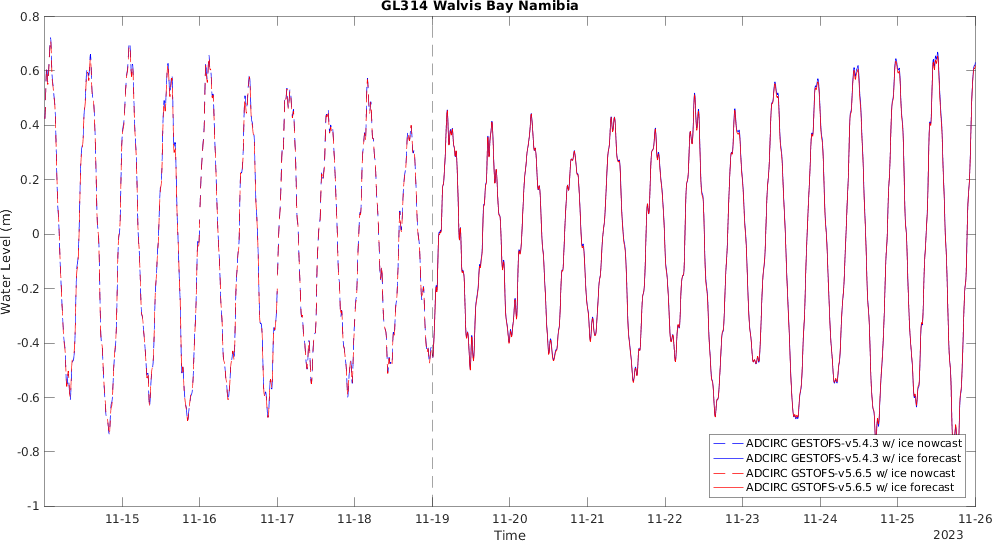 GL314 Walvis Bay Namibia
0.8
0.6
0.4
0.2
0
-0.2
-0.4
-0.6
-0.8
-1
Water Level (m)
ADCIRC GESTOFS-v5.4.3 w/ ice nowcast
ADCIRC GESTOFS-v5.4.3 w/ ice forecast
ADCIRC GSTOFS-v5.6.5 w/ ice nowcast
ADCIRC GSTOFS-v5.6.5 w/ ice forecast
11-15 11-16 11-17 11-18 11-19 11-20 11-21 11-22 11-23 11-24 11-25 11-26
Time
2023